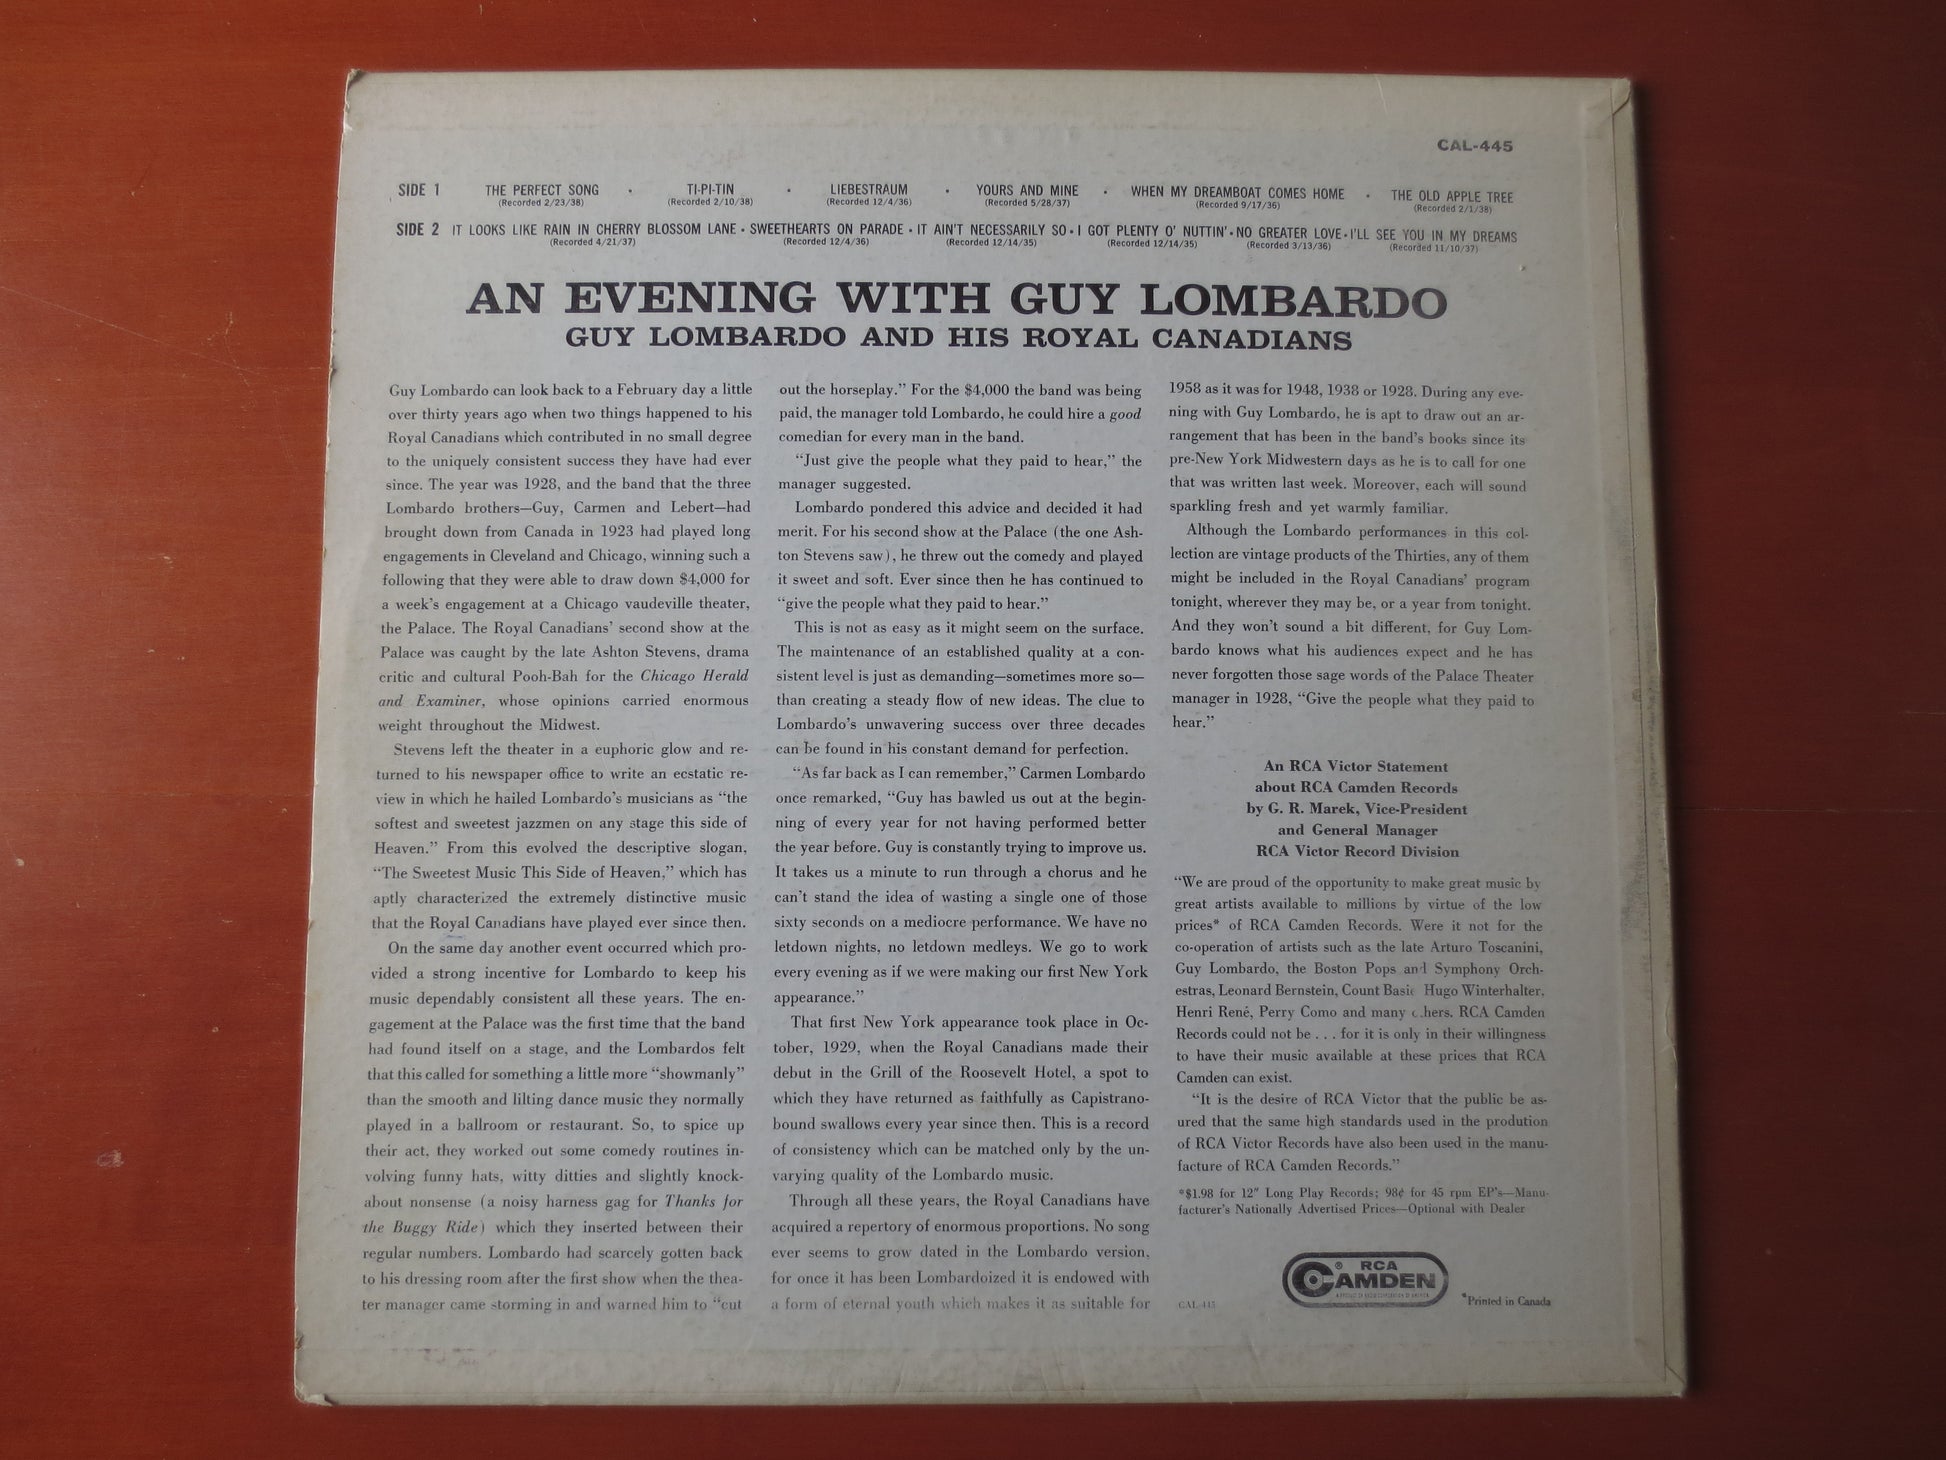 CAL-445
SIDE 1 THE PERFECT SONG • TI-PI-TIN • LIEBESTRAUM • YOURS AND MINE • WHEN MY DREAMBOAT COMES HOME • THE OLD APPLE TREE
(Recorded 2/23/38) (Recorded 2/10/38) (Recorded 12/4/36) (Recorded 5/28/37) (Recorded 9/17/36) (Recorded 2/1/38)
SIDE 2 IT LOOKS LIKE RAIN IN CHERRY BLOSSOM LANE • SWEETHEARTS ON PARADE • IT AIN'T NECESSARILY SO • I GOT PLENTY O' NUTTIN' • NO GREATER LOVE • I'LL SEE YOU IN MY DREAMS
(Recorded 4/21/37) (Recorded 12/4/36) (Recorded 12/14/35) (Recorded 12/14/35) (Recorded 3/13/36) (Recorded 11/10/37)
AN EVENING WITH GUY LOMBARDO
GUY LOMBARDO AND HIS ROYAL CANADIANS
Guy Lombardo can look back to a February day a little
over thirty years ago when two things happened to his
Royal Canadians which contributed in no small degree
to the uniquely consistent success they have had ever
since. The year was 1928, and the band that the three
Lombardo brothers—Guy, Carmen and Lebert—had
brought down from Canada in 1923 had played long
engagements in Cleveland and Chicago, winning such a
following that they were able to draw down $4,000 for
a week's engagement at a Chicago vaudeville theater,
the Palace. The Royal Canadians' second show at the
Palace was caught by the late Ashton Stevens, drama
critic and cultural Pooh-Bah for the Chicago Herald
and Examiner, whose opinions carried enormous
weight throughout the Midwest.
Stevens left the theater in a euphoric glow and re-
turned to his newspaper office to write an ecstatic re-
view in which he hailed Lombardo's musicians as "the
softest and sweetest jazzmen on any stage this side of
Heaven." From this evolved the descriptive slogan,
"The Sweetest Music This Side of Heaven," which has
aptly characterized the extremely distinctive music
that the Royal Canadians have played ever since then.
On the same day another event occurred which pro-
vided a strong incentive for Lombardo to keep his
music dependably consistent all these years. The en-
gagement at the Palace was the first time that the band
had found itself on a stage, and the Lombardos felt
that this called for something a little more "showmanly"
than the smooth and lilting dance music they normally
played in a ballroom or restaurant. So, to spice up
their act, they worked out some comedy routines in-
volving funny hats, witty ditties and slightly knock-
about nonsense (a noisy harness gag for Thanks for
the Buggy Ride) which they inserted between their
regular numbers. Lombardo had scarcely gotten back
to his dressing room after the first show when the thea-
ter manager came storming in and warned him to "cut
out the horseplay." For the $4,000 the band was being
paid, the manager told Lombardo, he could hire a good
comedian for every man in the band.
"Just give the people what they paid to hear," the
manager suggested.
Lombardo pondered this advice and decided it had
merit. For his second show at the Palace (the one Ash-
ton Stevens saw), he threw out the comedy and played
it sweet and soft. Ever since then he has continued to
"give the people what they paid to hear."
This is not as easy as it might seem on the surface.
The maintenance of an established quality at a con-
sistent level is just as demanding—sometimes more so—
than creating a steady flow of new ideas. The clue to
Lombardo's unwavering success over three decades
can be found in his constant demand for perfection.
"As far back as I can remember," Carmen Lombardo
once remarked, "Guy has bawled us out at the begin-
ning of every year for not having performed better
the year before. Guy is constantly trying to improve us.
It takes us a minute to run through a chorus and he
can't stand the idea of wasting a single one of those
sixty seconds on a mediocre performance. We have no
letdown nights, no letdown medleys. We go to work
every evening as if we were making our first New York
appearance."
That first New York appearance took place in Oc-
tober, 1929, when the Royal Canadians made their
debut in the Grill of the Roosevelt Hotel, a spot to
which they have returned as faithfully as Capistrano-
bound swallows every year since then. This is a record
of consistency which can be matched only by the un-
varying quality of the Lombardo music.
Through all these years, the Royal Canadians have
acquired a repertory of enormous proportions. No song
ever seems to grow dated in the Lombardo version,
for once it has been Lombardoized it is endowed with
a form of eternal youth which makes it as suitable for
1958 as it was for 1948, 1938 or 1928. During any eve-
ning with Guy Lombardo, he is apt to draw out an ar-
rangement that has been in the band's books since its
pre-New York Midwestern days as he is to call for one
that was written last week. Moreover, each will sound
sparkling fresh and yet warmly familiar.
Although the Lombardo performances in this col-
lection are vintage products of the Thirties, any of them
might be included in the Royal Canadians' program
tonight, wherever they may be, or a year from tonight.
And they won't sound a bit different, for Guy Lom-
bardo knows what his audiences expect and he has
never forgotten those sage words of the Palace Theater
manager in 1928, "Give the people what they paid to
hear."
An RCA Victor Statement
about RCA Camden Records
by G. R. Marek, Vice-President
and General Manager
RCA Victor Record Division
"We are proud of the opportunity to make great music by
great artists available to millions by virtue of the low
prices* of RCA Camden Records. Were it not for the
co-operation of artists such as the late Arturo Toscanini,
Guy Lombardo, the Boston Pops and Symphony Orch-
estras, Leonard Bernstein, Count Basie Hugo Winterhalter,
Henri René, Perry Como and many others. RCA Camden
Records could not be . . . for it is only in their willingness
to have their music available at these prices that RCA
Camden can exist.
"It is the desire of RCA Victor that the public be as-
sured that the same high standards used in the prodution
of RCA Victor Records have also been used in the manu-
facture of RCA Camden Records."
*$1.98 for 12" Long Play Records; 98¢ for 45 rpm EP's—Manu-
facturer's Nationally Advertised Prices—Optional with Dealer
CAL-445
® RCA
CAMDEN
*Printed in Canada